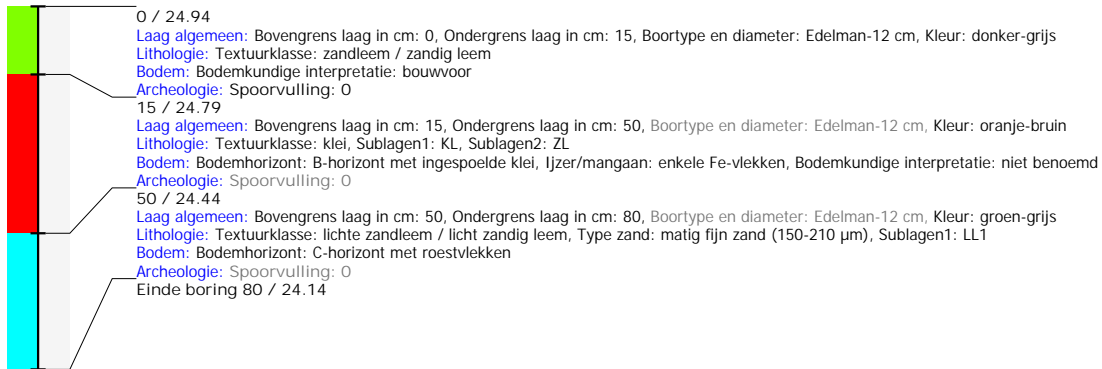 0 / 24.94
Laag algemeen: Bovengrens laag in cm: 0, Ondergrens laag in cm: 15, Boortype en diameter: Edelman-12 cm, Kleur: donker-grijs
Lithologie: Textuurklasse: zandleem / zandig leem
Bodem: Bodemkundige interpretatie: bouwvoor
Archeologie: Spoorvulling: 0
15 / 24.79
Laag algemeen: Bovengrens laag in cm: 15, Ondergrens laag in cm: 50, Boortype en diameter: Edelman-12 cm, Kleur: oranje-bruin
Lithologie: Textuurklasse: klei, Sublagen1: KL, Sublagen2: ZL
Bodem: Bodemhorizont: B-horizont met ingespoelde klei, Ijzer/mangaan: enkele Fe-vlekken, Bodemkundige interpretatie: niet benoemd
Archeologie: Spoorvulling: 0
50 / 24.44
Laag algemeen: Bovengrens laag in cm: 50, Ondergrens laag in cm: 80, Boortype en diameter: Edelman-12 cm, Kleur: groen-grijs
Lithologie: Textuurklasse: lichte zandleem / licht zandig leem, Type zand: matig fijn zand (150-210 µm), Sublagen1: LL1
Bodem: Bodemhorizont: C-horizont met roestvlekken
Archeologie: Spoorvulling: 0
Einde boring 80 / 24.14